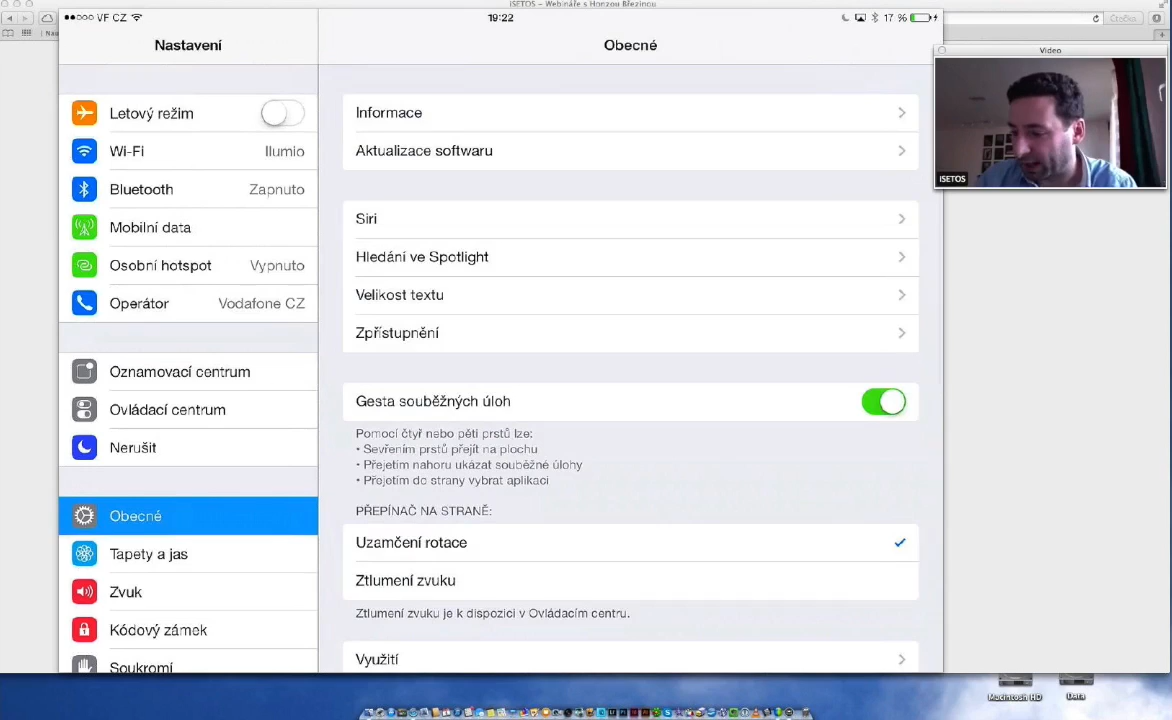 ISETOS – Webináře s Honzou Březinou
VF CZ
19:22
17 %
Čtečka
Nastavení
Obecné
Video
ISETOS
Letový režim
Wi-Fi Ilumio
Bluetooth Zapnuto
Mobilní data
Osobní hotspot Vypnuto
Operátor Vodafone CZ
Oznamovací centrum
Ovládací centrum
Nerušit
Obecné
Tapety a jas
Zvuk
Kódový zámek
Soukromí
Informace
Aktualizace softwaru
Siri
Hledání ve Spotlight
Velikost textu
Zpřístupnění
Gesta souběžných úloh
Pomocí čtyř nebo pěti prstů lze:
• Sevřením prstů přejít na plochu
• Přejetím nahoru ukázat souběžné úlohy
• Přejetím do strany vybrat aplikaci
PŘEPÍNAČ NA STRANĚ:
Uzamčení rotace
Ztlumení zvuku
Ztlumení zvuku je k dispozici v Ovládacím centru.
Využití
Macintosh HD
Data